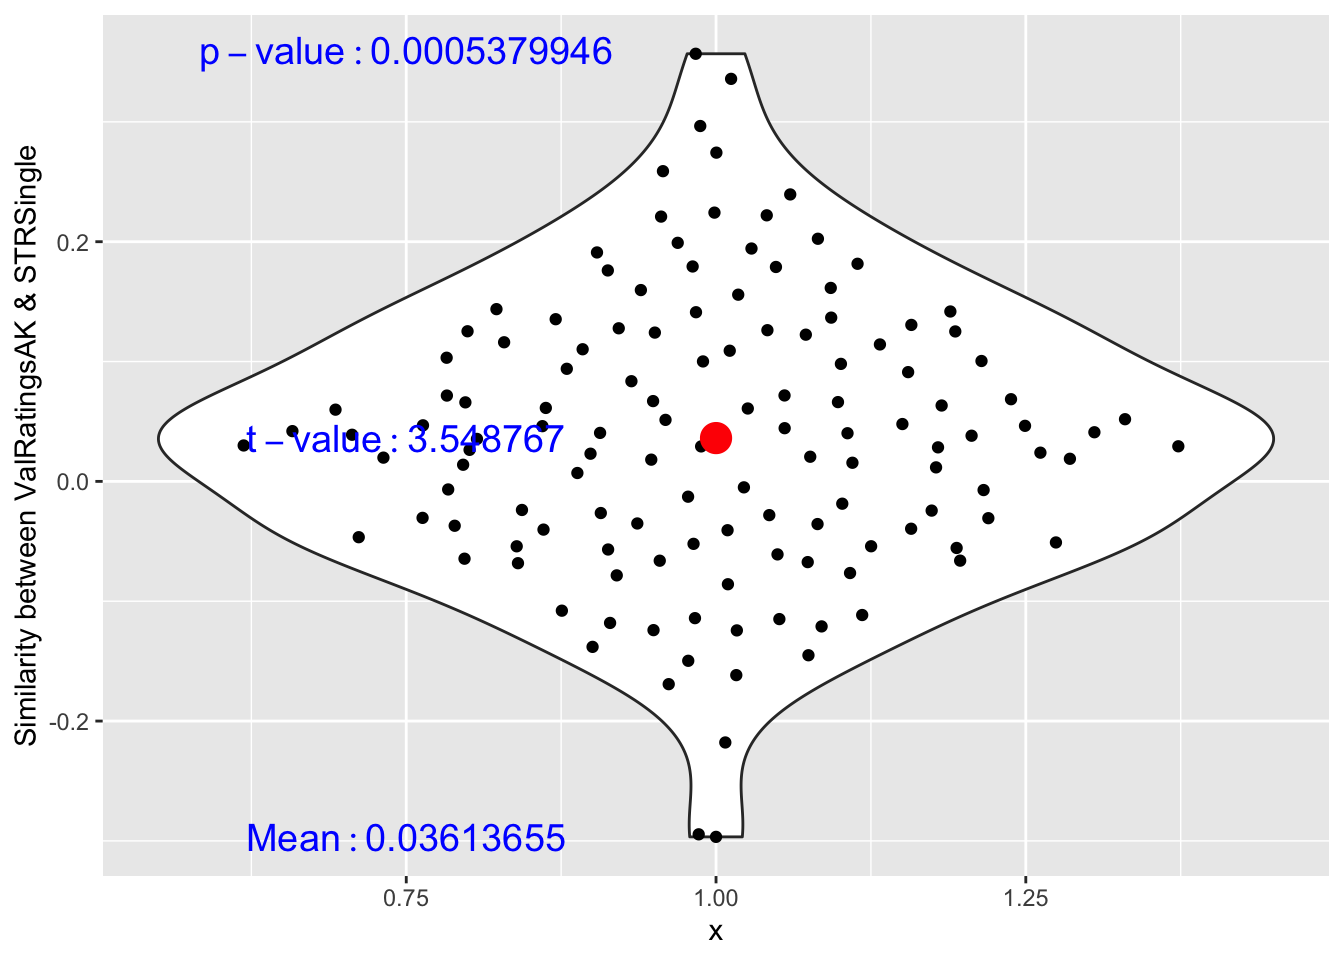 p − value : 0.0005379946
Similarity between ValRatingsAK & STRSingle
0.2
t − value : 3.548767
0.0
-0.2
Mean : 0.03613655
0.75 1.00 1.25
x